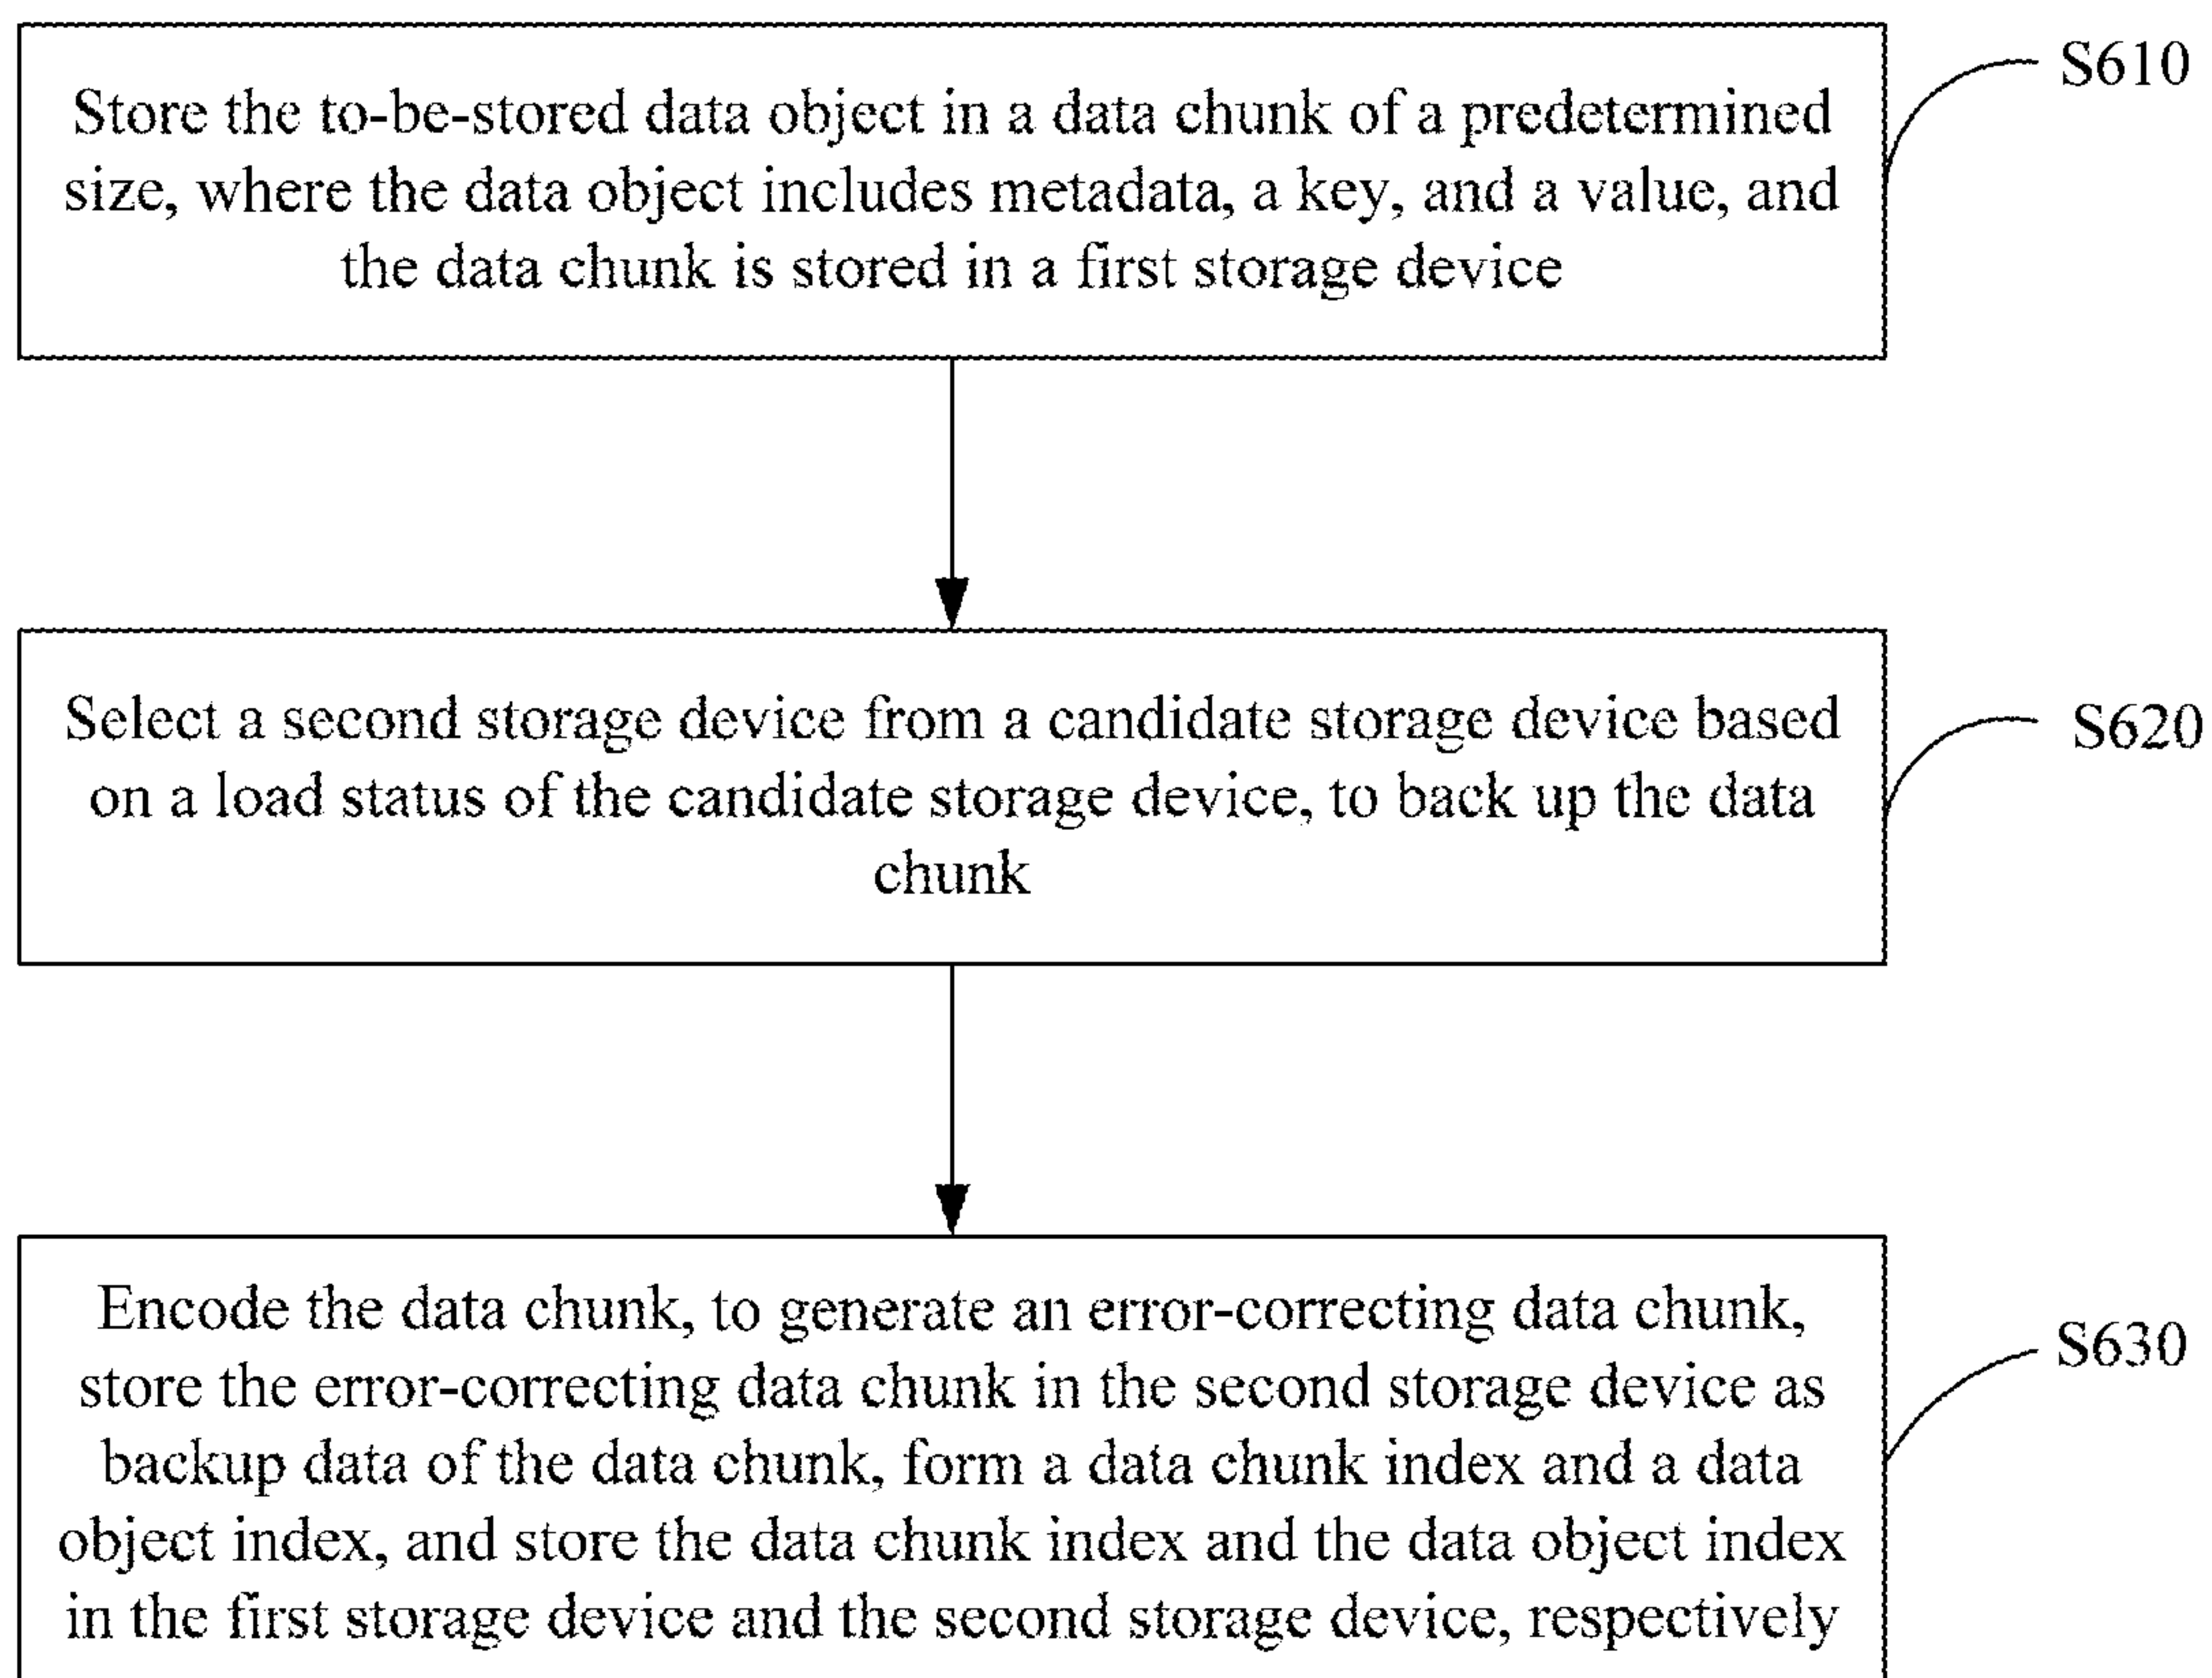 Store the to-be-stored data object in a data chunk of a predetermined
size, where the data object includes metadata, a key, and a value, and
the data chunk is stored in a first storage device
S610
Select a second storage device from a candidate storage device based
on a load status of the candidate storage device, to back up the data
chunk
S620
Encode the data chunk, to generate an error-correcting data chunk,
store the error-correcting data chunk in the second storage device as
backup data of the data chunk, form a data chunk index and a data
object index, and store the data chunk index and the data object index
in the first storage device and the second storage device, respectively
S630